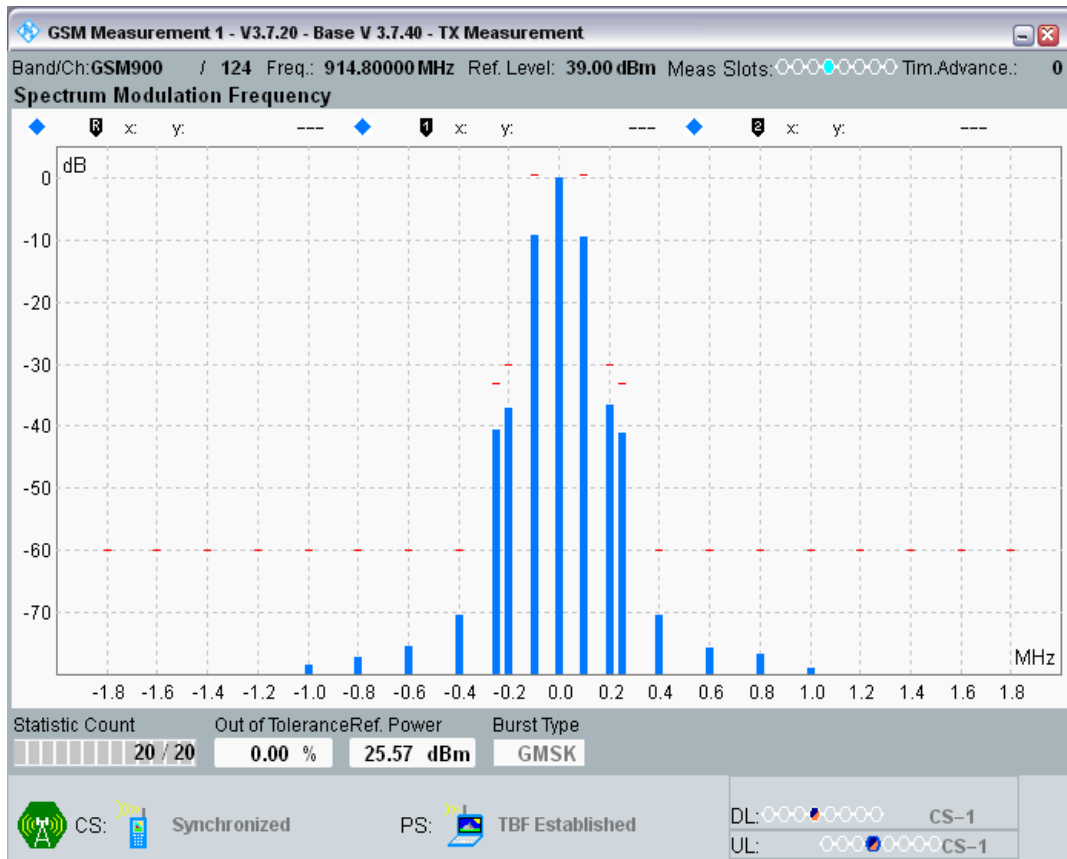 GSM Measurement 1 - V3.7.20 - Base V 3.7.40 - TX Measurement
Band/Ch:GSM900 / 124 Freq.: 914.80000 MHz Ref. Level: 39.00 dBm Meas Slots: Tim.Advance.: 0
Spectrum Modulation Frequency
R x: y: --- 1 x: y: --- 2 x: y: ---
dB
0
-10
-20
-30
-40
-50
-60
-70
MHz
-1.8 -1.6 -1.4 -1.2 -1.0 -0.8 -0.6 -0.4 -0.2 0.0 0.2 0.4 0.6 0.8 1.0 1.2 1.4 1.6 1.8
Statistic Count Out of Tolerance Ref. Power Burst Type
20 / 20 0.00 % 25.57 dBm GMSK
CS: Synchronized PS: TBF Established DL: CS-1
UL: CS-1